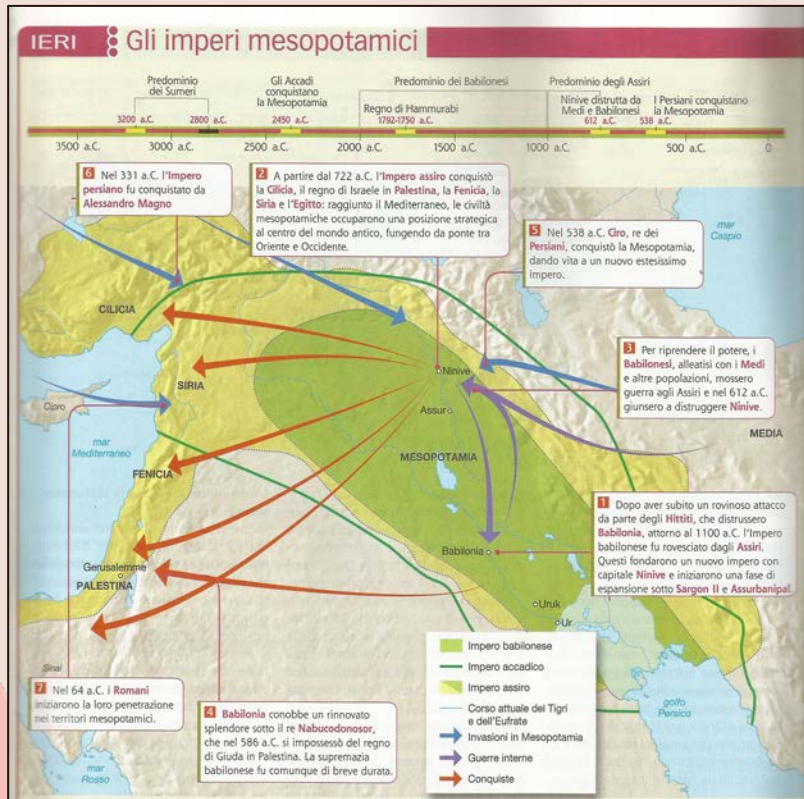 IERI Gli imperi mesopotamici
Predominio
dei Sumeri
Gli Accadi
conquistano
la Mesopotamia
Predominio dei Babilonesi
Predominio degli Assiri
Regno di Hammurabi
Ninive distrutta da
Medi e Babilonesi
I Persiani conquistano
la Mesopotamia
3200 a.C.
2800 a.C.
2450 a.C.
1792-1750 a.C.
612 a.C.
538 a.C.
3500 a.C.
3000 a.C.
2500 a.C.
2000 a.C.
1500 a.C.
1000 a.C.
500 a.C.
0
6 Nel 331 a.C. l'Impero
persiano fu conquistato da
Alessandro Magno
2 A partire dal 722 a.C. l'Impero assiro conquistò
la Cilicia, il regno di Israele in Palestina, la Fenicia, la
Siria e l'Egitto: raggiunto il Mediterraneo, le civiltà
mesopotamiche occuparono una posizione strategica
al centro del mondo antico, fungendo da ponte tra
Oriente e Occidente.
5 Nel 538 a.C. Ciro, re dei
Persiani, conquistò la Mesopotamia,
dando vita a un nuovo estesissimo
impero.
mar
Caspio
3 Per riprendere il potere, i
Babilonesi, alleatisi con i Medi
e altre popolazioni, mossero
guerra agli Assiri e nel 612 a.C.
giunsero a distruggere Ninive.
CILICIA
SIRIA
Ninive
Assur
Cipro
MEDIA
mar
Mediterraneo
MESOPOTAMIA
FENICIA
1 Dopo aver subito un rovinoso attacco
da parte degli Hittiti, che distrussero
Babilonia, attorno al 1100 a.C. l'Impero
babilonese fu rovesciato dagli Assiri.
Questi fondarono un nuovo impero con
capitale Ninive e iniziarono una fase di
espansione sotto Sargon II e Assurbanipal.
Babilonia
Gerusalemme
PALESTINA
Uruk
Ur
Sinai
7 Nel 64 a.C. i Romani
iniziarono la loro penetrazione
nei territori mesopotamici.
4 Babilonia conobbe un rinnovato
splendore sotto il re Nabucodonosor,
che nel 586 a.C. si impossessò del regno
di Giuda in Palestina. La supremazia
babilonese fu comunque di breve durata.
Impero babilonese
Impero accadico
Impero assiro
Corso attuale del Tigri
e dell'Eufrate
Invasioni in Mesopotamia
Guerre interne
Conquiste
golfo
Persico
mar
Rosso